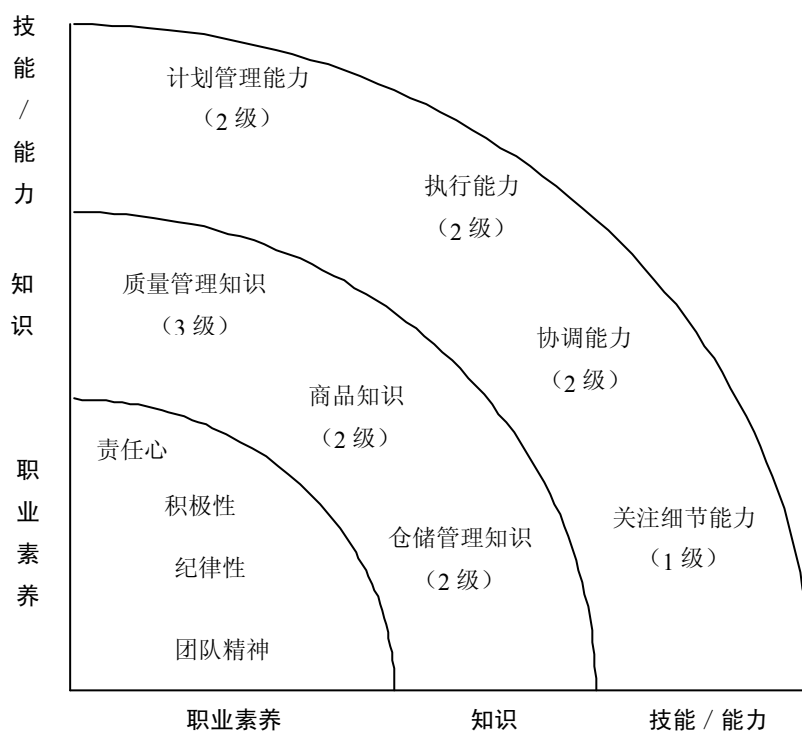 技能/能力
知识
职业素养
计划管理能力
（2 级）
执行能力
（2 级）
协调能力
（2 级）
关注细节能力
（1 级）
质量管理知识
（3 级）
商品知识
（2 级）
仓储管理知识
（2 级）
责任心
积极性
纪律性
团队精神
职业素养
知识
技能 / 能力